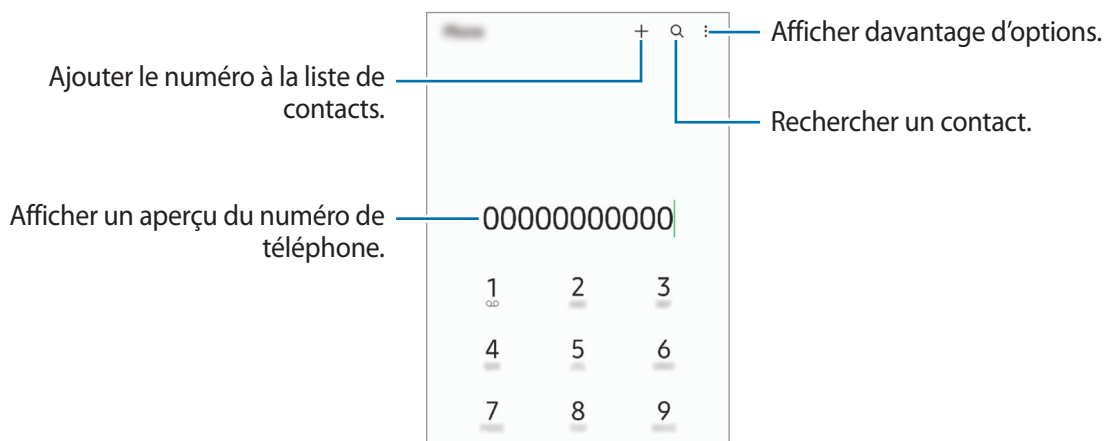 Afficher davantage d'options.
Ajouter le numéro à la liste de
contacts.
Rechercher un contact.
Afficher un aperçu du numéro de
téléphone.
00000000000
1 2 3
4 5 6
7 8 9